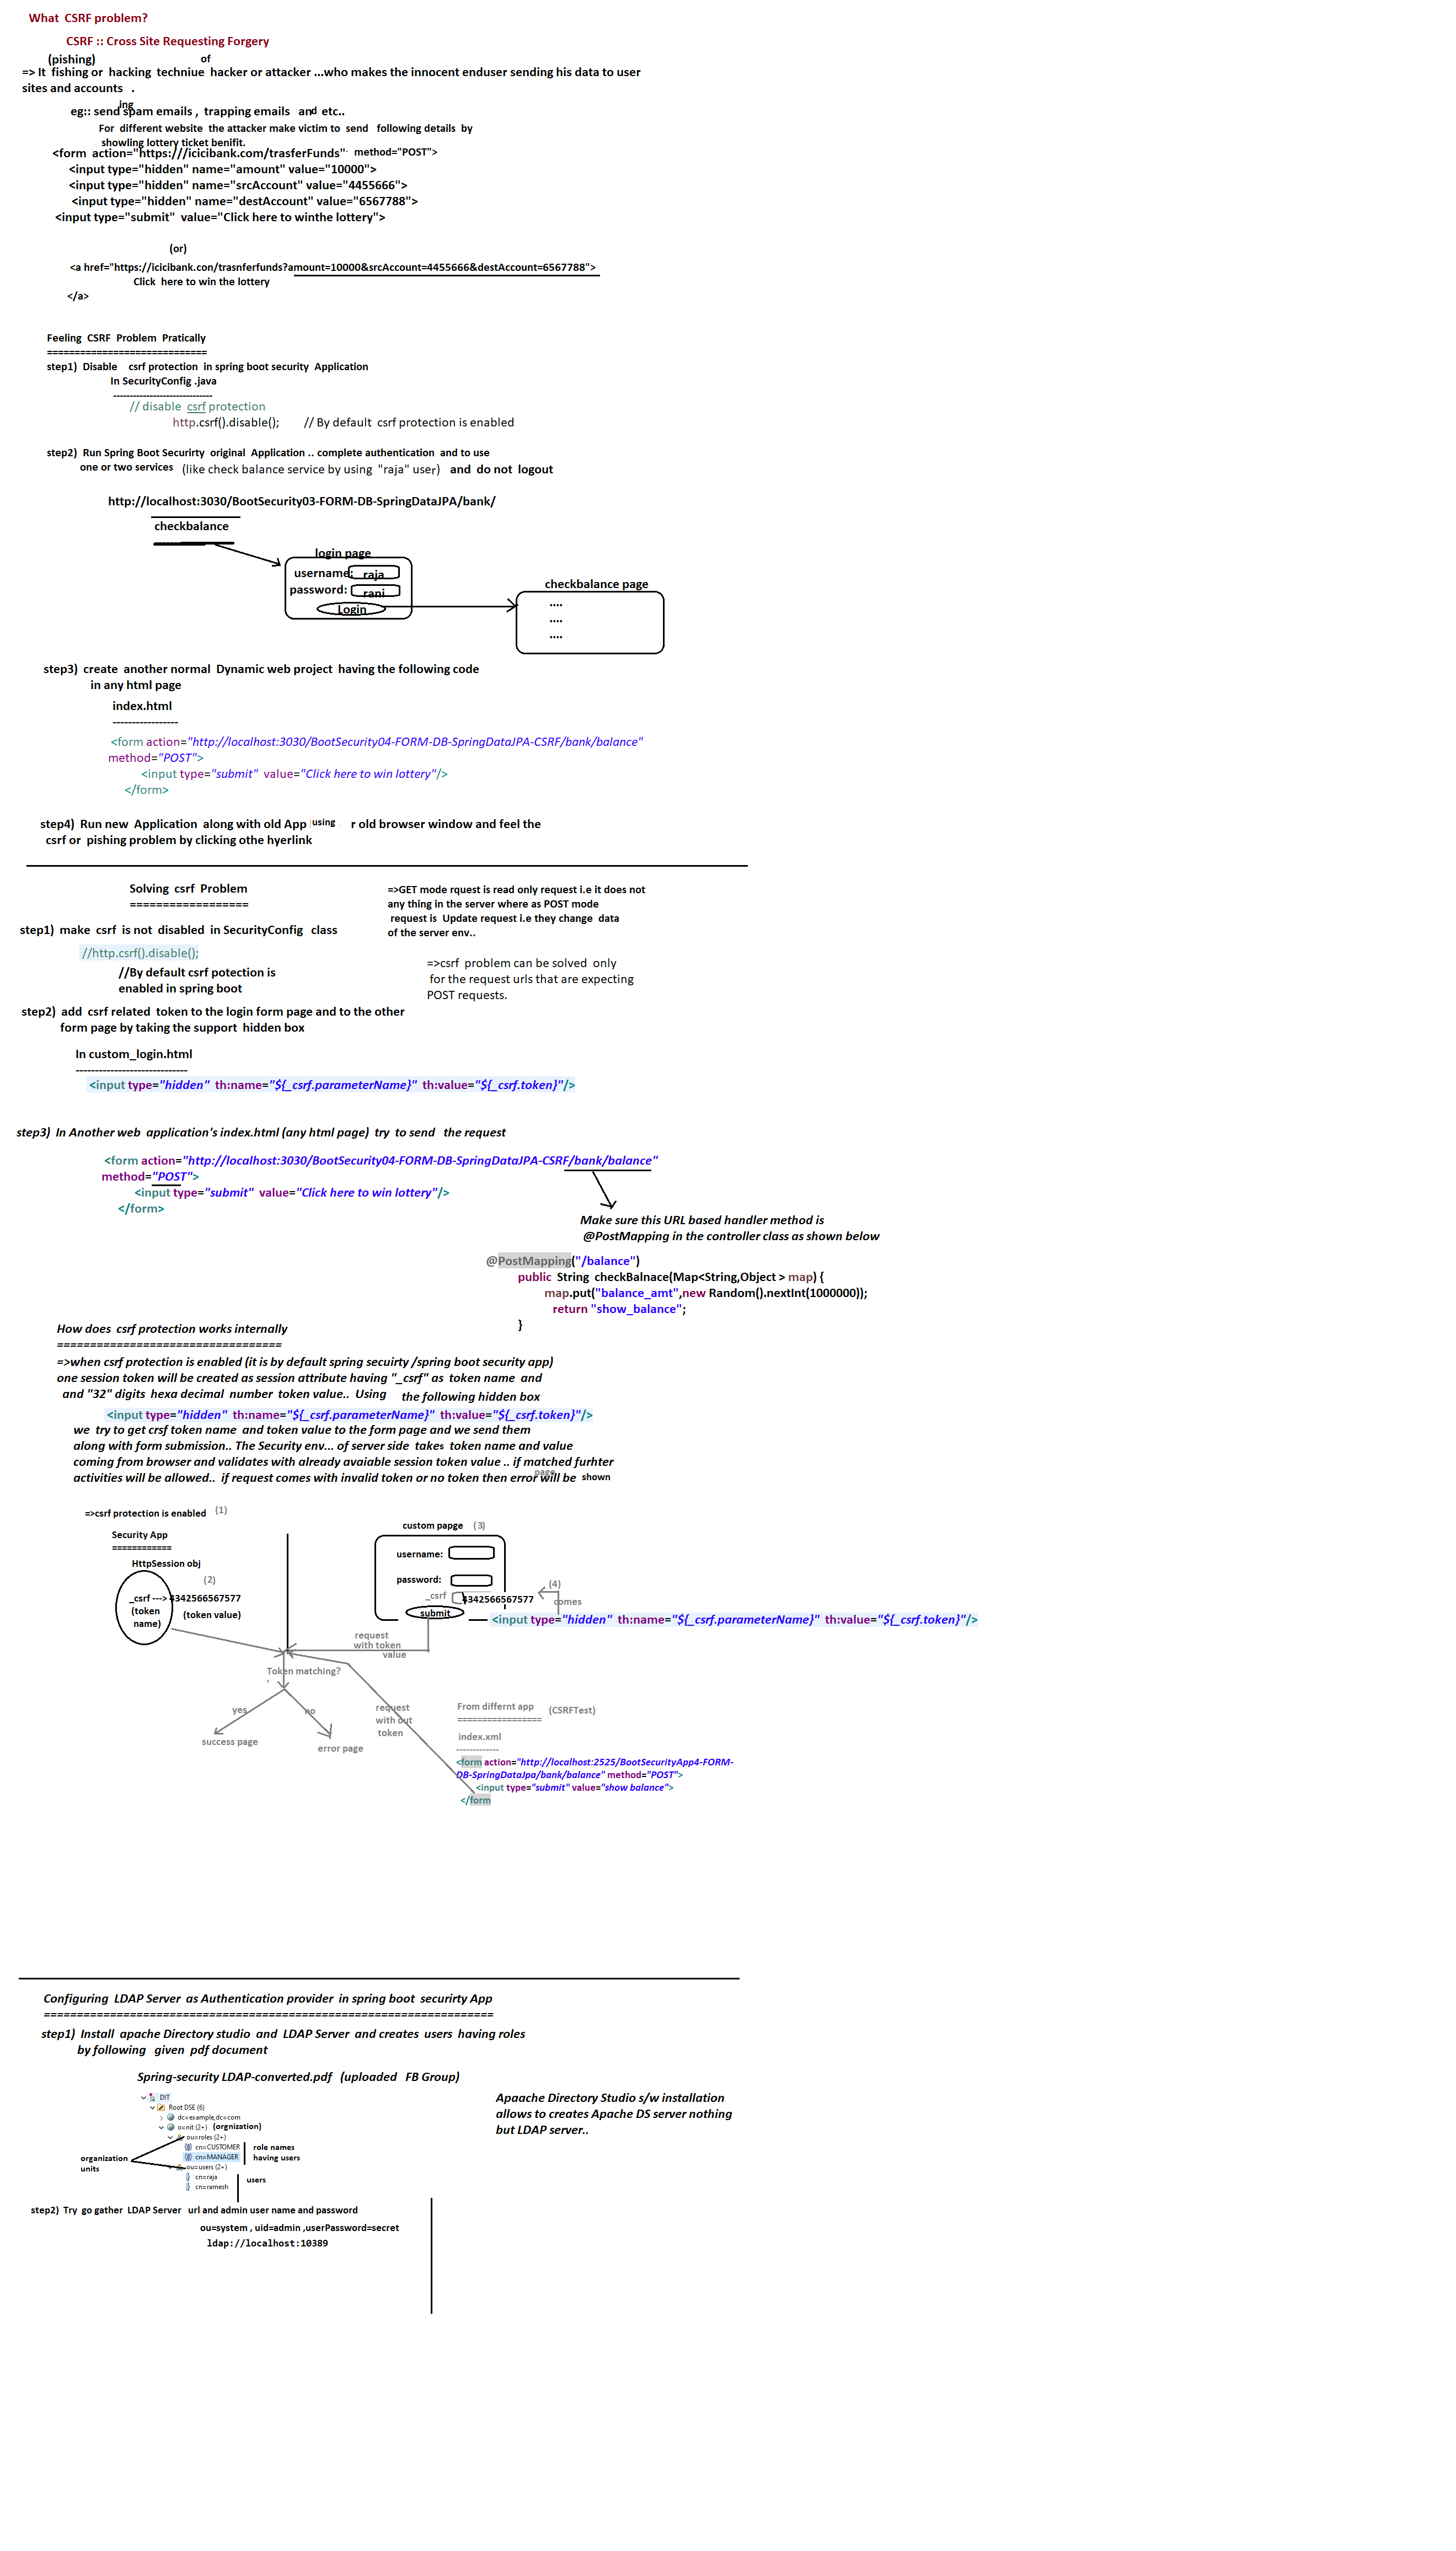 What CSRF problem?
CSRF :: Cross Site Requesting Forgery
(pishing)
of
=> It fishing or hacking techniue hacker or attacker ...who makes the innocent enduser sending his data to user
sites and accounts .
ing
eg:: send spam emails , trapping emails and etc..
For different website the attacker make victim to send following details by
showling lottery ticket benifit.
<form action="https:///icicibank.com/trasferFunds" method="POST">
<input type="hidden" name="amount" value="10000">
<input type="hidden" name="srcAccount" value="4455666">
<input type="hidden" name="destAccount" value="6567788">
<input type="submit" value="Click here to winthe lottery">
(or)
<a href="https://icicibank.con/trasnferfunds?amount=10000&srcAccount=4455666&destAccount=6567788">
Click here to win the lottery
</a>
Feeling CSRF Problem Pratically
=============================
step1) Disable csrf protection in spring boot security Application
In SecurityConfig .java
------------------------------
// disable csrf protection
http.csrf().disable(); // By default csrf protection is enabled
step2) Run Spring Boot Securirty original Application .. complete authentication and to use
one or two services (like check balance service by using "raja" user) and do not logout
http://localhost:3030/BootSecurity03-FORM-DB-SpringDataJPA/bank/
checkbalance
login page
username: raja
password: rani
Login
checkbalance page
....
....
....
step3) create another normal Dynamic web project having the following code
in any html page
index.html
-----------------
<form action="http://localhost:3030/BootSecurity04-FORM-DB-SpringDataJPA-CSRF/bank/balance"
method="POST">
<input type="submit" value="Click here to win lottery"/>
</form>
step4) Run new Application along with old App using r old browser window and feel the
csrf or pishing problem by clicking othe hyerlink
Solving csrf Problem
==================
step1) make csrf is not disabled in SecurityConfig class
//http.csrf().disable();
//By default csrf potection is
enabled in spring boot
=>GET mode rquest is read only request i.e it does not
any thing in the server where as POST mode
request is Update request i.e they change data
of the server env..
=>csrf problem can be solved only
for the request urls that are expecting
POST requests.
step2) add csrf related token to the login form page and to the other
form page by taking the support hidden box
In custom_login.html
-----------------------------
<input type="hidden" th:name="${_csrf.parameterName}" th:value="${_csrf.token}"/>
step3) In Another web application's index.html (any html page) try to send the request
<form action="http://localhost:3030/BootSecurity04-FORM-DB-SpringDataJPA-CSRF/bank/balance"
method="POST">
<input type="submit" value="Click here to win lottery"/>
</form>
Make sure this URL based handler method is
@PostMapping in the controller class as shown below
@PostMapping("/balance")
public String checkBalnace(Map<String,Object > map) {
map.put("balance_amt",new Random().nextInt(1000000));
return "show_balance";
}
How does csrf protection works internally
==================================
=>when csrf protection is enabled (it is by default spring secuirty /spring boot security app)
one session token will be created as session attribute having "_csrf" as token name and
and "32" digits hexa decimal number token value.. Using the following hidden box
<input type="hidden" th:name="${_csrf.parameterName}" th:value="${_csrf.token}"/>
we try to get crsf token name and token value to the form page and we send them
along with form submission.. The Security env... of server side takes token name and value
coming from browser and validates with already avaiable session token value .. if matched furhter
activities will be allowed.. if request comes with invalid token or no token then error will be shown
page
=>csrf protection is enabled (1)
Security App
============
HttpSession obj
(2)
_csrf ---> 4342566567577
(token
name)
(token value)
custom papge (3)
username:
password:
_csrf 4342566567577
submit
(4)
comes
<input type="hidden" th:name="${_csrf.parameterName}" th:value="${_csrf.token}"/>
request
with token
value
Token matching?
yes
no
success page
error page
request
with out
token
From differnt app (CSRFTest)
=================
index.xml
-------------
<form action="http://localhost:2525/BootSecurityApp4-FORM-
DB-SpringDataJpa/bank/balance" method="POST">
<input type="submit" value="show balance">
</form
Configuring LDAP Server as Authentication provider in spring boot securirty App
====================================================================
step1) Install apache Directory studio and LDAP Server and creates users having roles
by following given pdf document
Spring-security LDAP-converted.pdf (uploaded FB Group)
DIT
Root DSE (6)
dc=example,dc=com
o=nit (2+) (orgnization)
ou=roles (2+)
cn=CUSTOMER
cn=MANAGER
ou=users (2+)
cn=raja
cn=ramesh
organization
units
role names
having users
users
Apaache Directory Studio s/w installation
allows to creates Apache DS server nothing
but LDAP server..
step2) Try go gather LDAP Server url and admin user name and password
ou=system , uid=admin ,userPassword=secret
ldap://localhost:10389